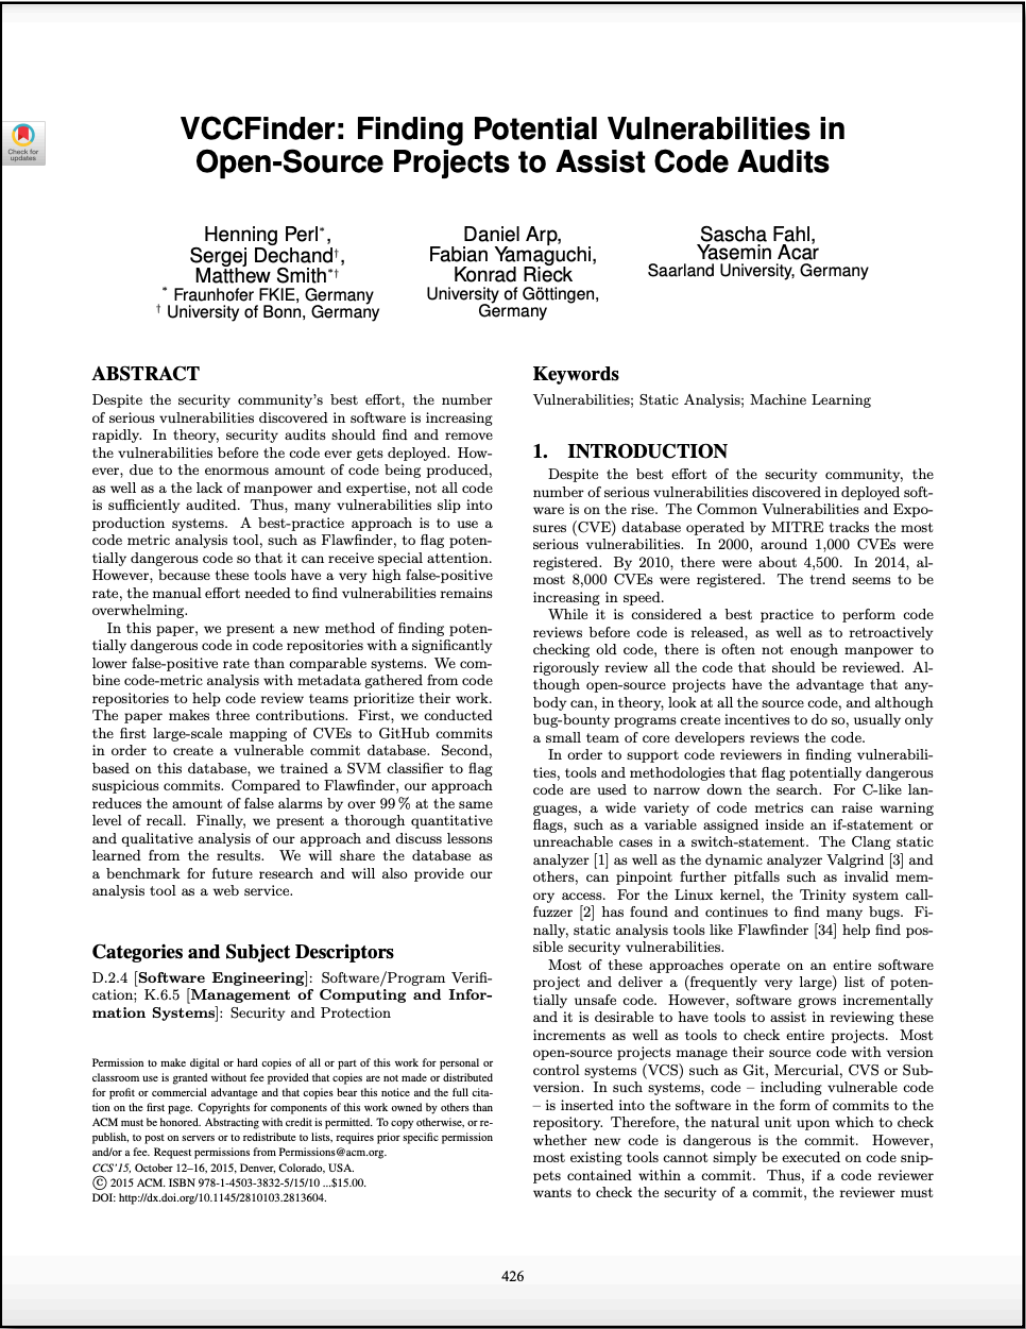 Check for
updates
VCCFinder: Finding Potential Vulnerabilities in
Open-Source Projects to Assist Code Audits
Henning Perl*,
Sergej Dechand†,
Matthew Smith*†
* Fraunhofer FKIE, Germany
† University of Bonn, Germany
Daniel Arp,
Fabian Yamaguchi,
Konrad Rieck
University of Göttingen,
Germany
Sascha Fahl,
Yasemin Acar
Saarland University, Germany
ABSTRACT
Despite the security community's best effort, the number
of serious vulnerabilities discovered in software is increasing
rapidly. In theory, security audits should find and remove
the vulnerabilities before the code ever gets deployed. How-
ever, due to the enormous amount of code being produced,
as well as a the lack of manpower and expertise, not all code
is sufficiently audited. Thus, many vulnerabilities slip into
production systems. A best-practice approach is to use a
code metric analysis tool, such as Flawfinder, to flag poten-
tially dangerous code so that it can receive special attention.
However, because these tools have a very high false-positive
rate, the manual effort needed to find vulnerabilities remains
overwhelming.
In this paper, we present a new method of finding poten-
tially dangerous code in code repositories with a significantly
lower false-positive rate than comparable systems. We com-
bine code-metric analysis with metadata gathered from code
repositories to help code review teams prioritize their work.
The paper makes three contributions. First, we conducted
the first large-scale mapping of CVEs to GitHub commits
in order to create a vulnerable commit database. Second,
based on this database, we trained a SVM classifier to flag
suspicious commits. Compared to Flawfinder, our approach
reduces the amount of false alarms by over 99 % at the same
level of recall. Finally, we present a thorough quantitative
and qualitative analysis of our approach and discuss lessons
learned from the results. We will share the database as
a benchmark for future research and will also provide our
analysis tool as a web service.
Categories and Subject Descriptors
D.2.4 [Software Engineering]: Software/Program Verifi-
cation; K.6.5 [Management of Computing and Infor-
mation Systems]: Security and Protection
Permission to make digital or hard copies of all or part of this work for personal or
classroom use is granted without fee provided that copies are not made or distributed
for profit or commercial advantage and that copies bear this notice and the full cita-
tion on the first page. Copyrights for components of this work owned by others than
ACM must be honored. Abstracting with credit is permitted. To copy otherwise, or re-
publish, to post on servers or to redistribute to lists, requires prior specific permission
and/or a fee. Request permissions from Permissions@acm.org.
CCS'15, October 12–16, 2015, Denver, Colorado, USA.
© 2015 ACM. ISBN 978-1-4503-3832-5/15/10 ...$15.00.
DOI: http://dx.doi.org/10.1145/2810103.2813604.
Keywords
Vulnerabilities; Static Analysis; Machine Learning
1. INTRODUCTION
Despite the best effort of the security community, the
number of serious vulnerabilities discovered in deployed soft-
ware is on the rise. The Common Vulnerabilities and Expo-
sures (CVE) database operated by MITRE tracks the most
serious vulnerabilities. In 2000, around 1,000 CVEs were
registered. By 2010, there were about 4,500. In 2014, al-
most 8,000 CVEs were registered. The trend seems to be
increasing in speed.
While it is considered a best practice to perform code
reviews before code is released, as well as to retroactively
checking old code, there is often not enough manpower to
rigorously review all the code that should be reviewed. Al-
though open-source projects have the advantage that any-
body can, in theory, look at all the source code, and although
bug-bounty programs create incentives to do so, usually only
a small team of core developers reviews the code.
In order to support code reviewers in finding vulnerabili-
ties, tools and methodologies that flag potentially dangerous
code are used to narrow down the search. For C-like lan-
guages, a wide variety of code metrics can raise warning
flags, such as a variable assigned inside an if-statement or
unreachable cases in a switch-statement. The Clang static
analyzer [1] as well as the dynamic analyzer Valgrind [3] and
others, can pinpoint further pitfalls such as invalid mem-
ory access. For the Linux kernel, the Trinity system call-
fuzzer [2] has found and continues to find many bugs. Fi-
nally, static analysis tools like Flawfinder [34] help find pos-
sible security vulnerabilities.
Most of these approaches operate on an entire software
project and deliver a (frequently very large) list of poten-
tially unsafe code. However, software grows incrementally
and it is desirable to have tools to assist in reviewing these
increments as well as tools to check entire projects. Most
open-source projects manage their source code with version
control systems (VCS) such as Git, Mercurial, CVS or Sub-
version. In such systems, code – including vulnerable code
– is inserted into the software in the form of commits to the
repository. Therefore, the natural unit upon which to check
whether new code is dangerous is the commit. However,
most existing tools cannot simply be executed on code snip-
pets contained within a commit. Thus, if a code reviewer
wants to check the security of a commit, the reviewer must
426